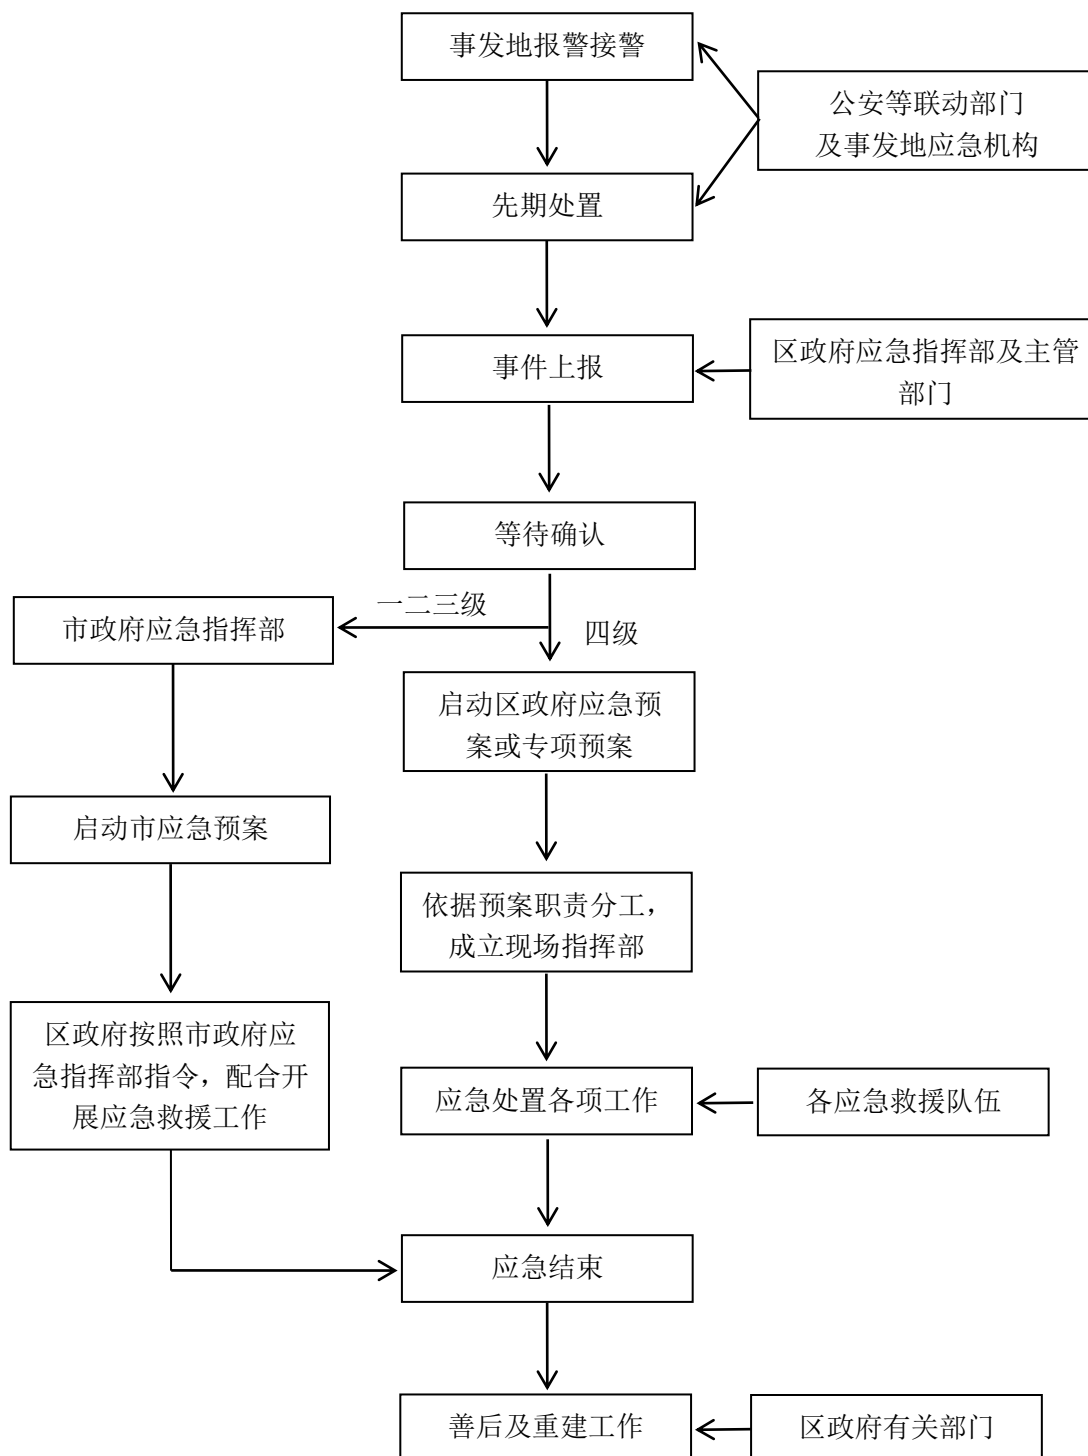 事发地报警接警
公安等联动部门
及事发地应急机构
先期处置
事件上报
区政府应急指挥部及主管
部门
等待确认
一二三级
市政府应急指挥部
四级
启动区政府应急预
案或专项预案
启动市应急预案
依据预案职责分工，
成立现场指挥部
区政府按照市政府应
急指挥部指令，配合开
展应急救援工作
应急处置各项工作
各应急救援队伍
应急结束
善后及重建工作
区政府有关部门